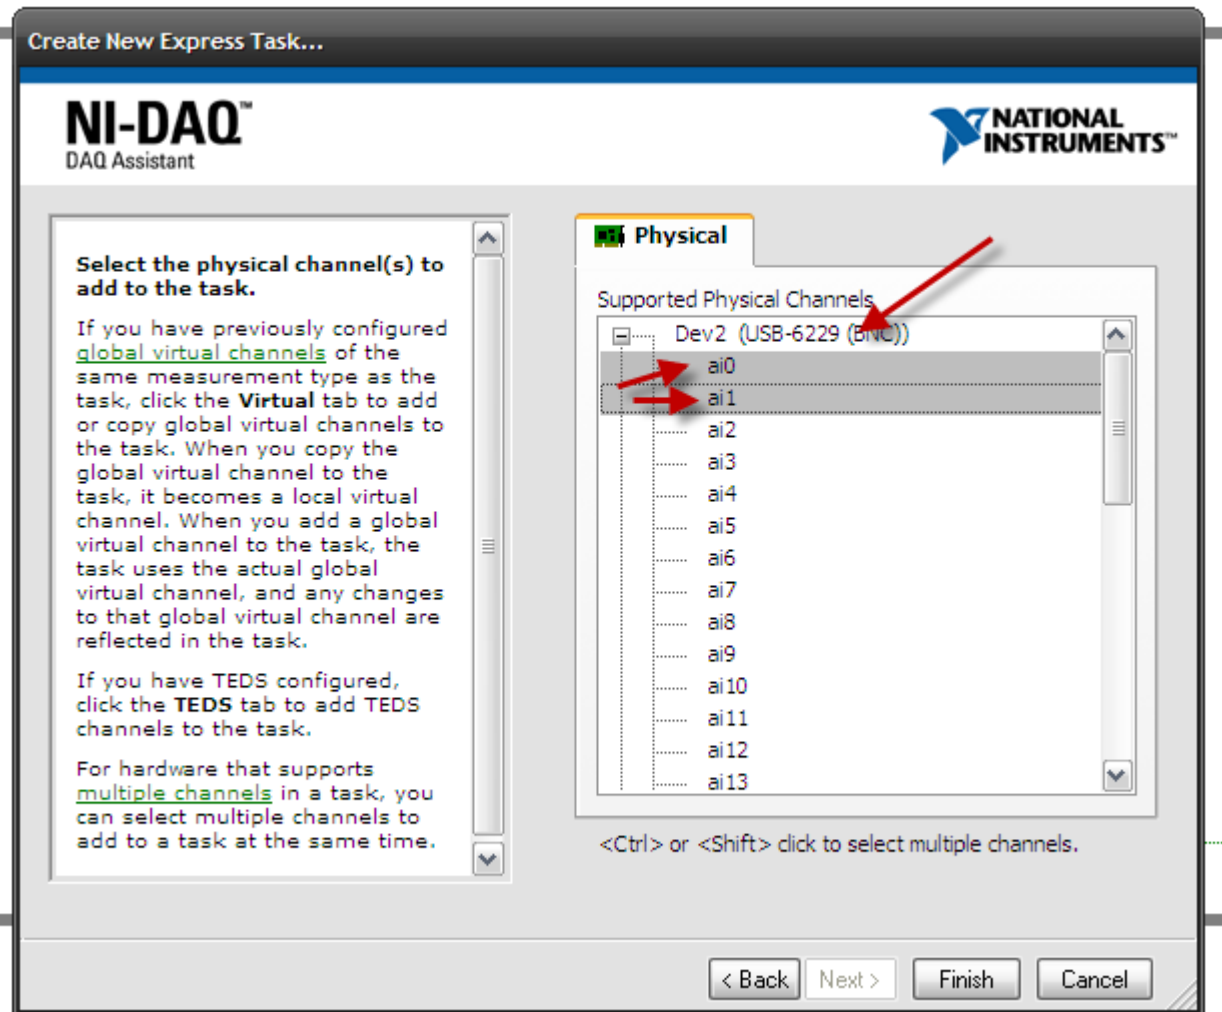 Create New Express Task...
NI-DAQ™
DAQ Assistant
NATIONAL
INSTRUMENTS™
Select the physical channel(s) to
add to the task.
If you have previously configured
global virtual channels of the
same measurement type as the
task, click the Virtual tab to add
or copy global virtual channels to
the task. When you copy the
global virtual channel to the
task, it becomes a local virtual
channel. When you add a global
virtual channel to the task, the
task uses the actual global
virtual channel, and any changes
to that global virtual channel are
reflected in the task.
If you have TEDS configured,
click the TEDS tab to add TEDS
channels to the task.
For hardware that supports
multiple channels in a task, you
can select multiple channels to
add to a task at the same time.
Physical
Supported Physical Channels
Dev2 (USB-6229 (BNC))
ai0
ai1
ai2
ai3
ai4
ai5
ai6
ai7
ai8
ai9
ai10
ai11
ai12
ai13
<Ctrl> or <Shift> click to select multiple channels.
< Back
Next >
Finish
Cancel